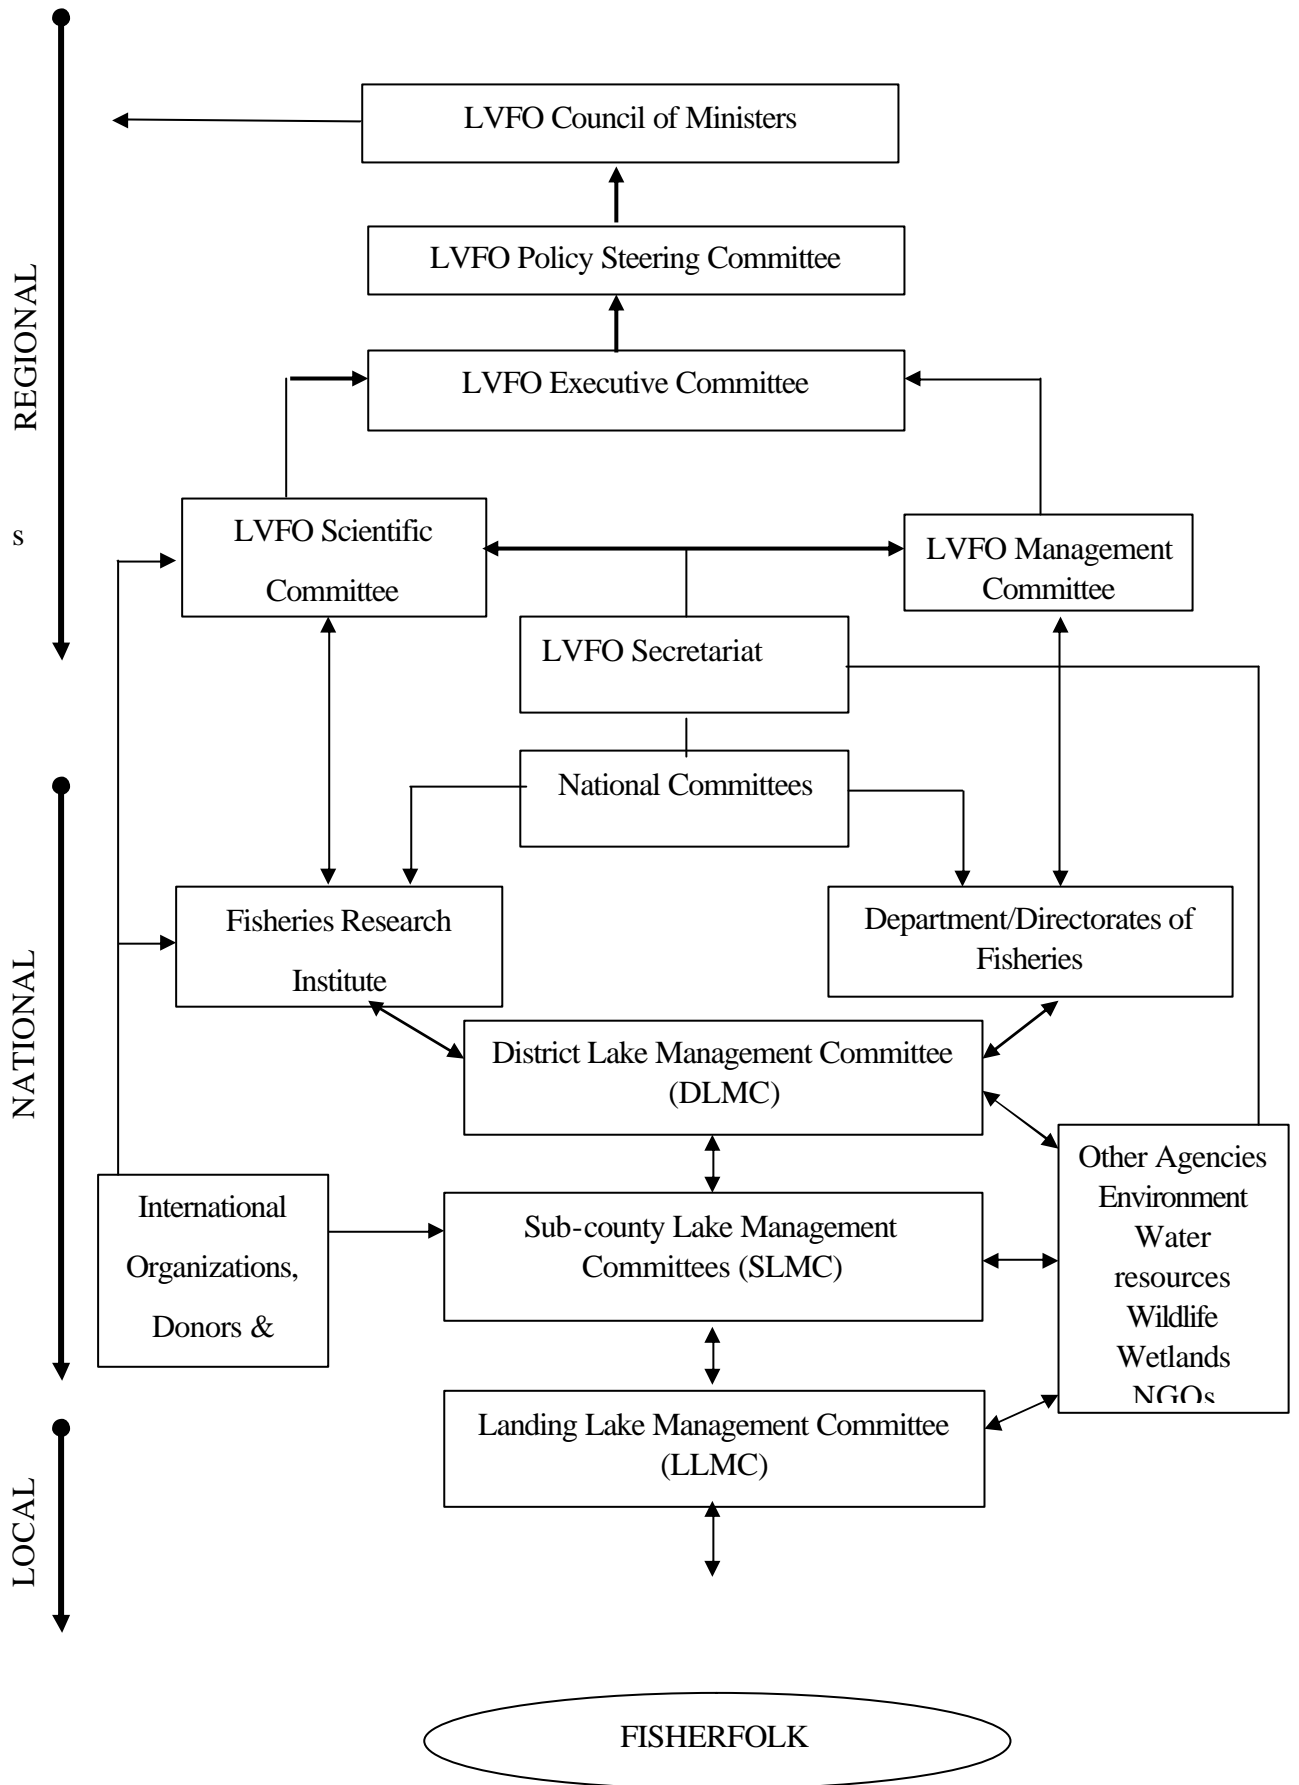 LVFO Council of Ministers
LVFO Policy Steering Committee
REGIONAL
LVFO Executive Committee
s
LVFO Scientific
Committee
LVFO Management
Committee
LVFO Secretariat
National Committees
NATIONAL
Fisheries Research
Institute
Department/Directorates of
Fisheries
District Lake Management Committee
(DLMC)
International
Organizations,
Donors &
Sub-county Lake Management
Committees (SLMC)
Other Agencies
Environment
Water
resources
Wildlife
Wetlands
NGOs
LOCAL
Landing Lake Management Committee
(LLMC)
FISHERFOLK